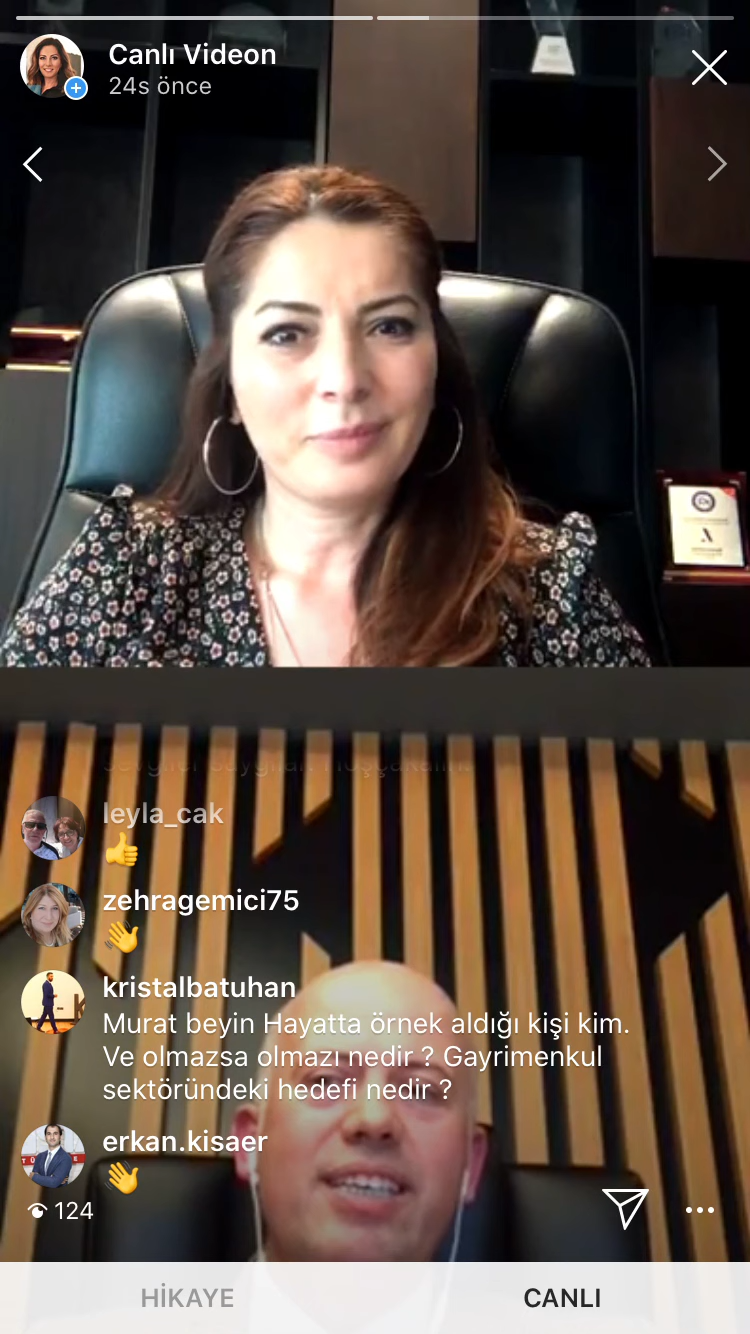 Canlı Videon
24s önce
leyla_cak
👍
zehragemici75
👋
kristalbatuhan
Murat beyin Hayatta örnek aldığı kişi kim.
Ve olmazsa olmazı nedir ? Gayrimenkul
sektöründeki hedefi nedir ?
erkan.kisaer
👋
124
HİKAYE
CANLI